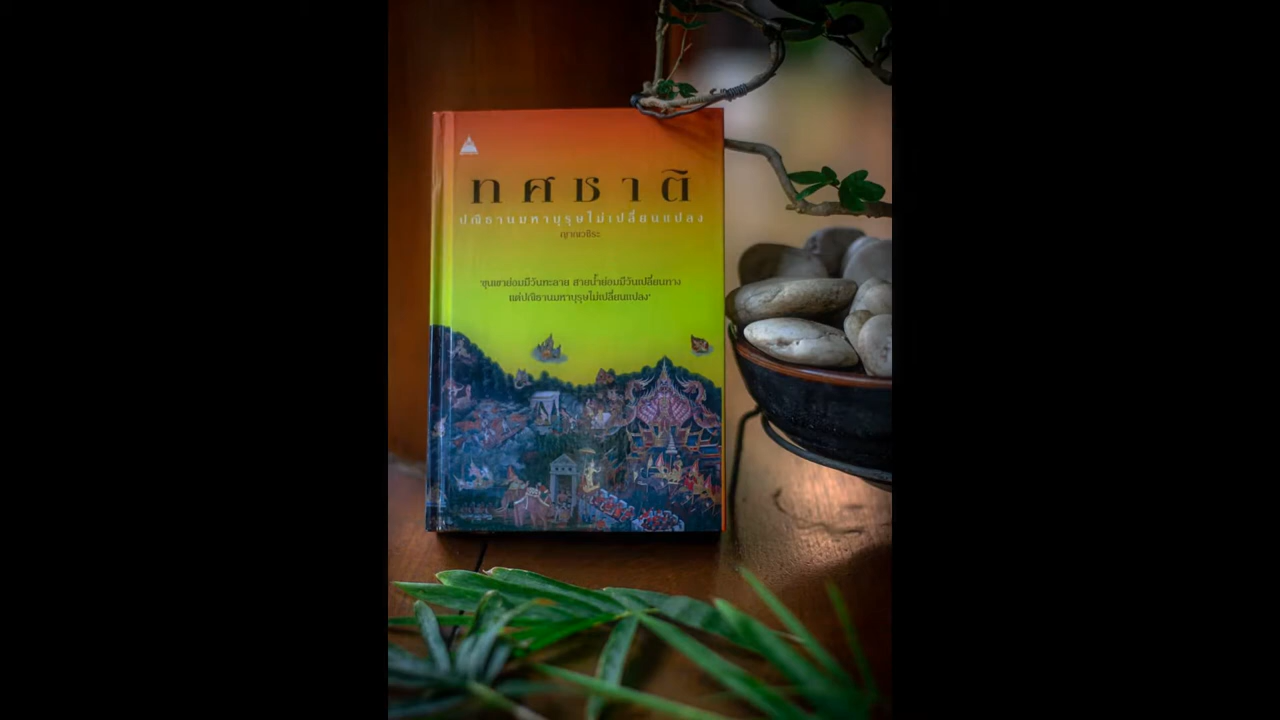 ทศชาติ
ปณิธานมหาบุรุษไม่เปลี่ยนแปลง
ญาณวชิระ
"ขุนเขาย่อมมีวันทะลาย สายน้ำย่อมมีวันเปลี่ยนทาง
แต่ปณิธานมหาบุรุษไม่เปลี่ยนแปลง"